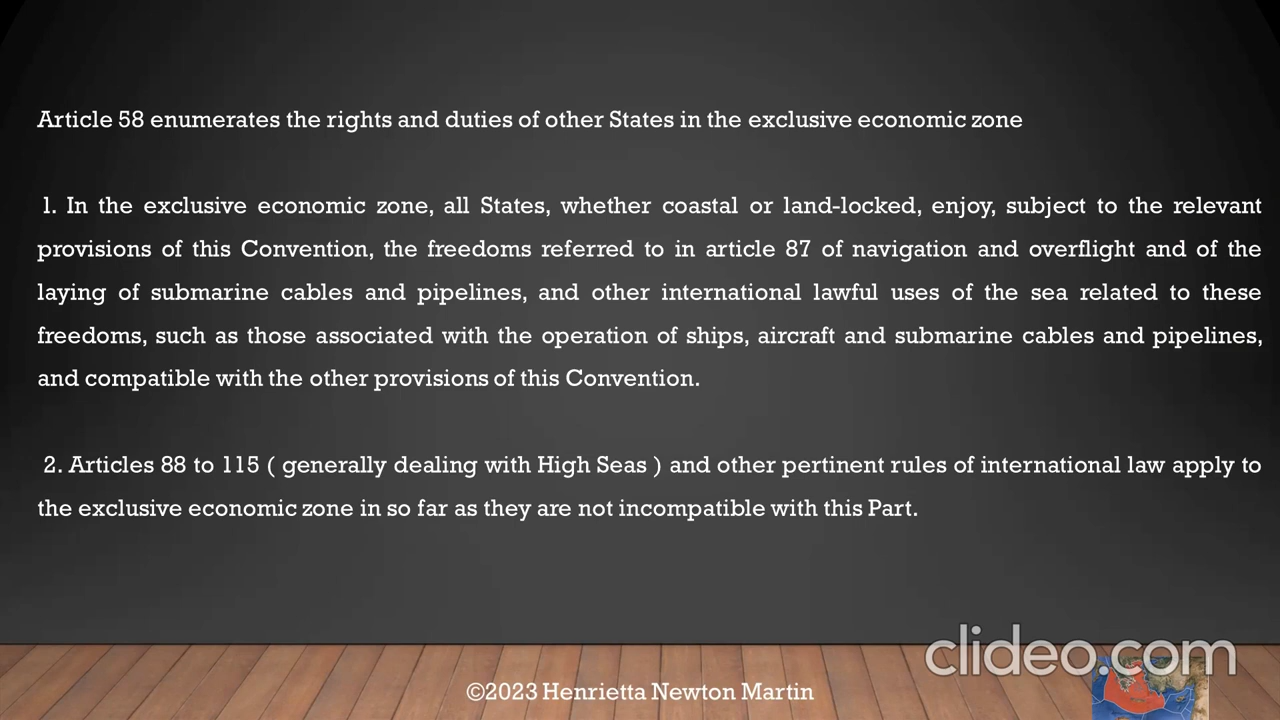 Article 58 enumerates the rights and duties of other States in the exclusive economic zone
1. In the exclusive economic zone, all States, whether coastal or land-locked, enjoy, subject to the relevant
provisions of this Convention, the freedoms referred to in article 87 of navigation and overflight and of the
laying of submarine cables and pipelines, and other international lawful uses of the sea related to these
freedoms, such as those associated with the operation of ships, aircraft and submarine cables and pipelines,
and compatible with the other provisions of this Convention.
2. Articles 88 to 115 ( generally dealing with High Seas ) and other pertinent rules of international law apply to
the exclusive economic zone in so far as they are not incompatible with this Part.
clideo.com
©2023 Henrietta Newton Martin